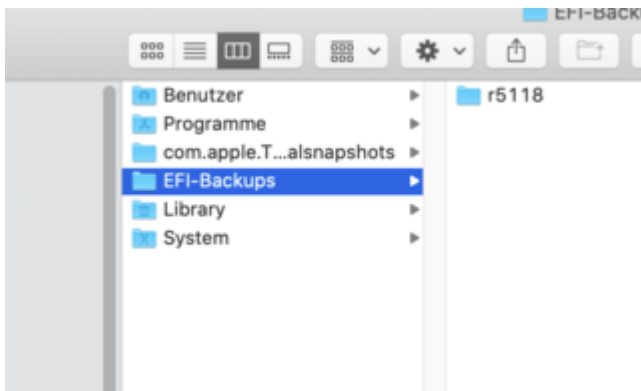 EFI-Back
Benutzer
Programme
com.apple.T...alsnapshots
EFI-Backups
Library
System
r5118